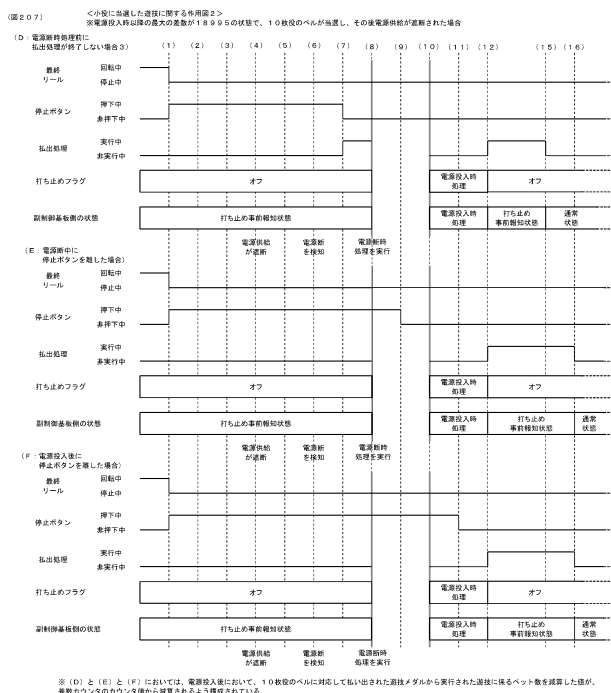 (図207)
<小役に当選した遊技に関する作用図2>
※電源投入時以降の最大の差数が18995の状態で、10枚役のベルが当選し、その後電源供給が遮断された場合
(D:電源断時処理前に
払出処理が終了しない場合3)
(1) (2) (3) (4) (5) (6) (7) (8) (9) (10) (11) (12) (15) (16)
最終
リール
回転中
停止中
停止ボタン
押下中
非押下中
払出処理
実行中
非実行中
打ち止めフラグ
オフ
電源投入時
処理
オフ
副制御基板側の状態
打ち止め事前報知状態
電源投入時
処理
打ち止め
事前報知状態
通常
状態
電源供給
が遮断
電源断
を検知
電源断時
処理を実行
(E:電源断中に
停止ボタンを離した場合)
最終
リール
回転中
停止中
停止ボタン
押下中
非押下中
払出処理
実行中
非実行中
打ち止めフラグ
オフ
電源投入時
処理
オフ
副制御基板側の状態
打ち止め事前報知状態
電源投入時
処理
打ち止め
事前報知状態
通常
状態
電源供給
が遮断
電源断
を検知
電源断時
処理を実行
(F:電源投入後に
停止ボタンを離した場合)
最終
リール
回転中
停止中
停止ボタン
押下中
非押下中
払出処理
実行中
非実行中
打ち止めフラグ
オフ
電源投入時
処理
オフ
副制御基板側の状態
打ち止め事前報知状態
電源投入時
処理
打ち止め
事前報知状態
通常
状態
電源供給
が遮断
電源断
を検知
電源断時
処理を実行
※(D)と(E)と(F)においては、電源投入後において、10枚役のベルに対応して払い出された遊技メダルから実行された遊技に係るベット数を減算した値が、
差数カウンタのカウンタ値から減算されるよう構成されている